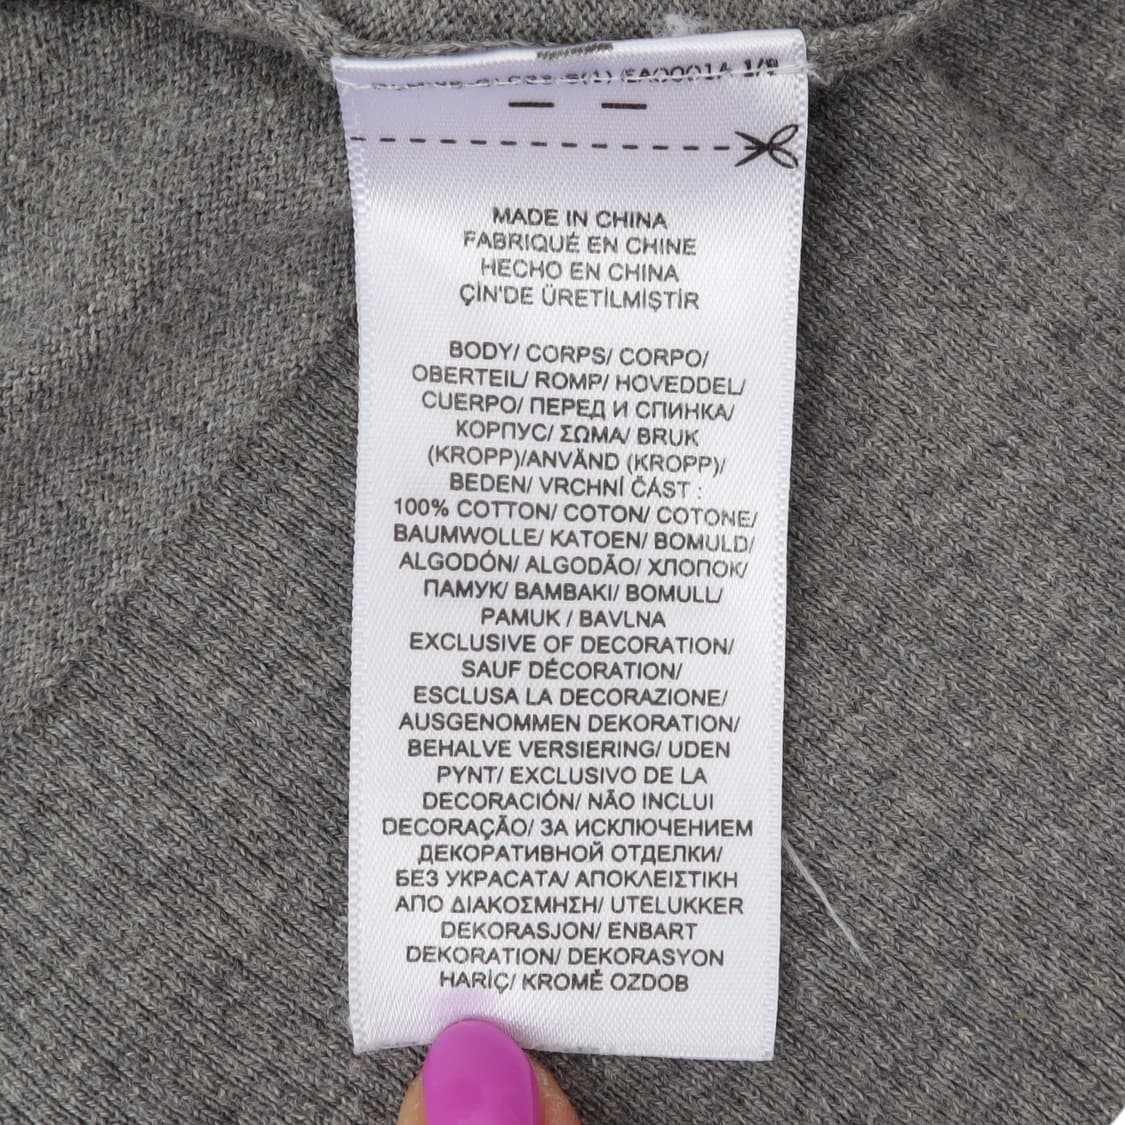 1/8
MADE IN CHINA
FABRIQUÉ EN CHINE
HECHO EN CHINA
ÇİN'DE ÜRETİLMİŞTİR
BODY/ CORPS/ CORPO/
OBERTEIL/ ROMP/ HOVEDDEL/
CUERPO/ ПЕРЕД И СПИНКА/
КОРПУС/ ΣΩΜΑ/ BRUK
(KROPP)/ANVÄND (KROPP)/
BEDEN/ VRCHNÍ ČÁST :
100% COTTON/ COTON/ COTONE/
BAUMWOLLE/ KATOEN/ BOMULD/
ALGODÓN/ ALGODÃO/ ХЛОПОК/
ПАМУК/ ΒΑΜΒΑΚΙ/ BOMULL/
PAMUK / BAVLNA
EXCLUSIVE OF DECORATION/
SAUF DÉCORATION/
ESCLUSA LA DECORAZIONE/
AUSGENOMMEN DEKORATION/
BEHALVE VERSIERING/ UDEN
PYNT/ EXCLUSIVO DE LA
DECORACIÓN/ NÃO INCLUI
DECORAÇÃO/ ЗА ИСКЛЮЧЕНИЕМ
ДЕКОРАТИВНОЙ ОТДЕЛКИ/
БЕЗ УКРАСАТА/ ΑΠΟΚΛΕΙΣΤΙΚΗ
ΑΠΟ ΔΙΑΚΟΣΜΗΣΗ/ UTELUKKER
DEKORASJON/ ENBART
DEKORATION/ DEKORASYON
HARİÇ/ KROMĚ OZDOB